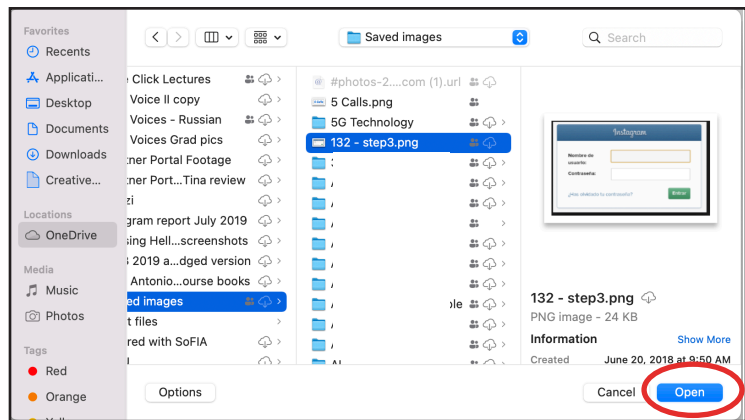 Favorites
Recents
Applicati...
Desktop
Documents
Downloads
Creative...
Locations
OneDrive
Media
Music
Photos
Tags
Red
Orange
Saved images
Search
Click Lectures
Voice II copy
Voices - Russian
Voices Grad pics
tner Portal Footage
tner Port...Tina review
zi
gram report July 2019
sing Hell...screenshots
2019 a...dged version
Antonio...ourse books
ed images
t files
red with SoFIA
#photos-2....com (1).url
5 Calls.png
5G Technology
132 - step3.png
ole
Instagram
Nombre de
usuario:
Contraseña:
¿Has olvidado la contraseña?
Entrar
132 - step3.png
PNG image - 24 KB
Information
Show More
Created
June 20, 2018 at 9:50 AM
Options
Cancel
Open